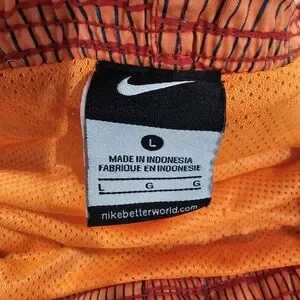 L
MADE IN INDONESIA
FABRIQUE EN INDONESIE
L G G
nikebetterworld.com